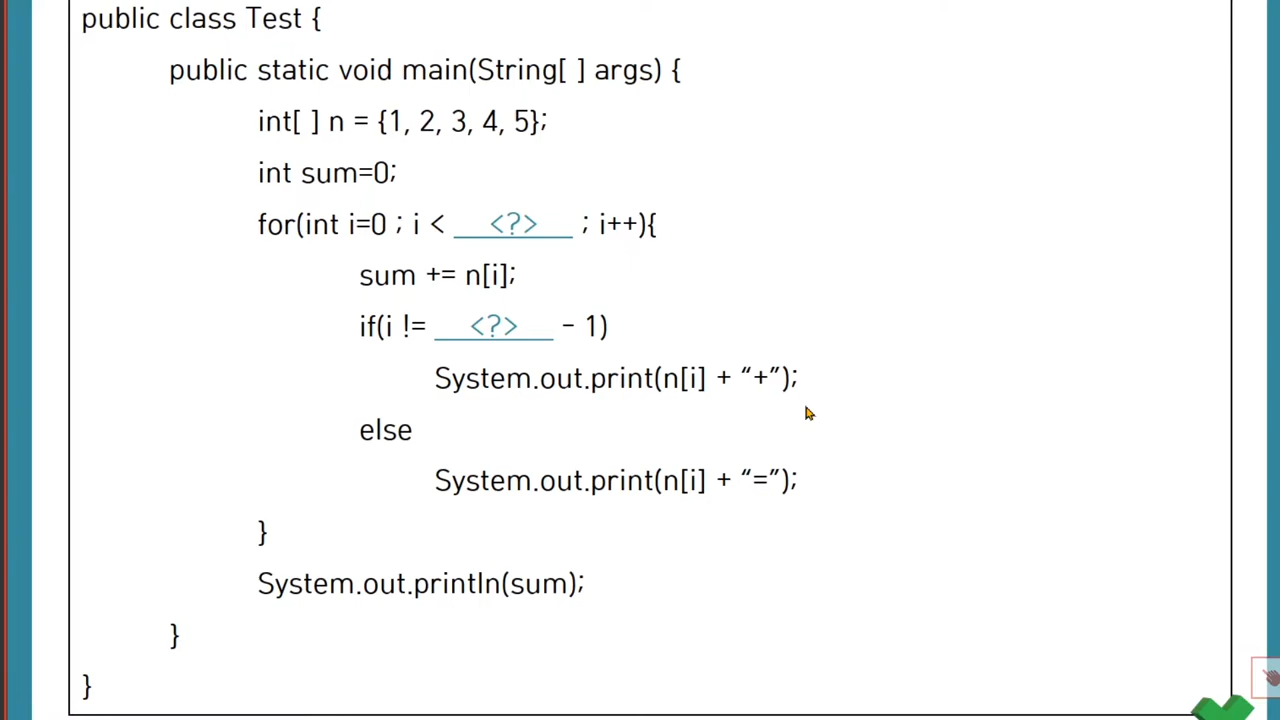 public class Test {
public static void main(String[ ] args) {
int[ ] n = {1, 2, 3, 4, 5};
int sum=0;
for(int i=0 ; i < <?> ; i++){
sum += n[i];
if(i != <?> - 1)
System.out.print(n[i] + “+”);
else
System.out.print(n[i] + “=”);
}
System.out.println(sum);
}
}